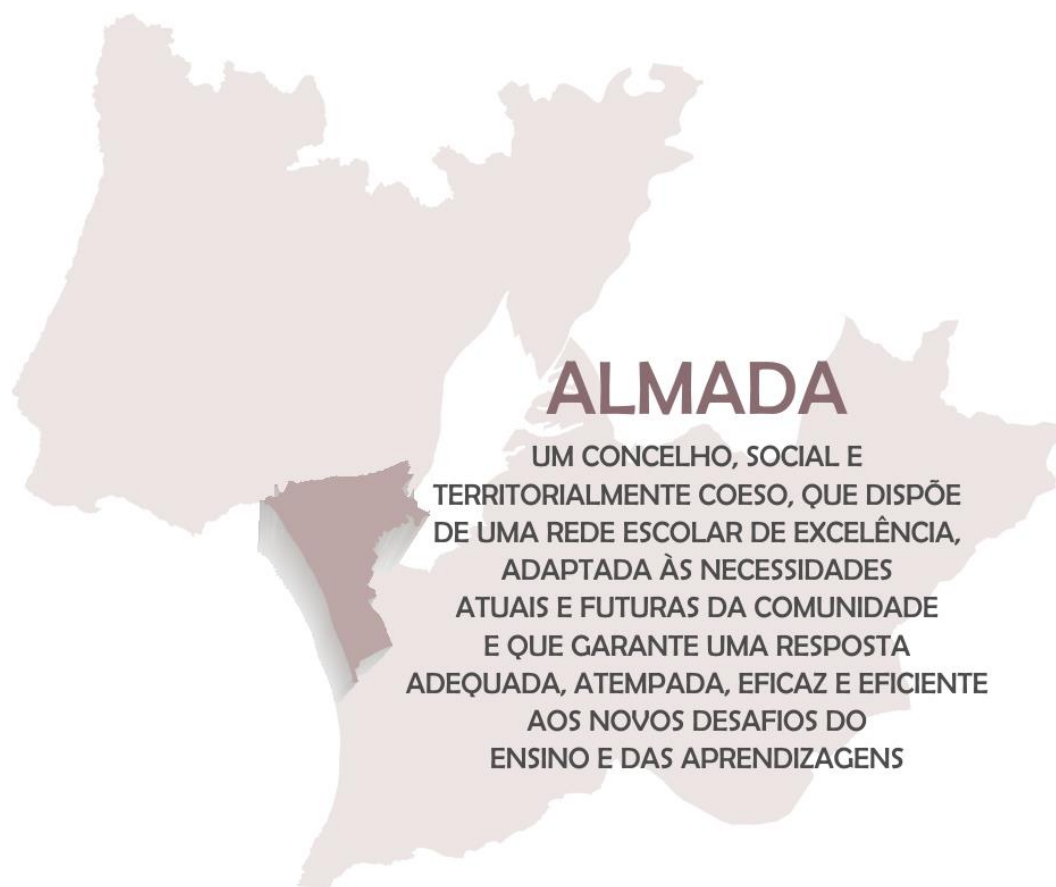 ALMADA
UM CONCELHO, SOCIAL E
TERRITORIALMENTE COESO, QUE DISPÕE
DE UMA REDE ESCOLAR DE EXCELÊNCIA,
ADAPTADA ÀS NECESSIDADES
ATUAIS E FUTURAS DA COMUNIDADE
E QUE GARANTE UMA RESPOSTA
ADEQUADA, ATEMPADA, EFICAZ E EFICIENTE
AOS NOVOS DESAFIOS DO
ENSINO E DAS APRENDIZAGENS